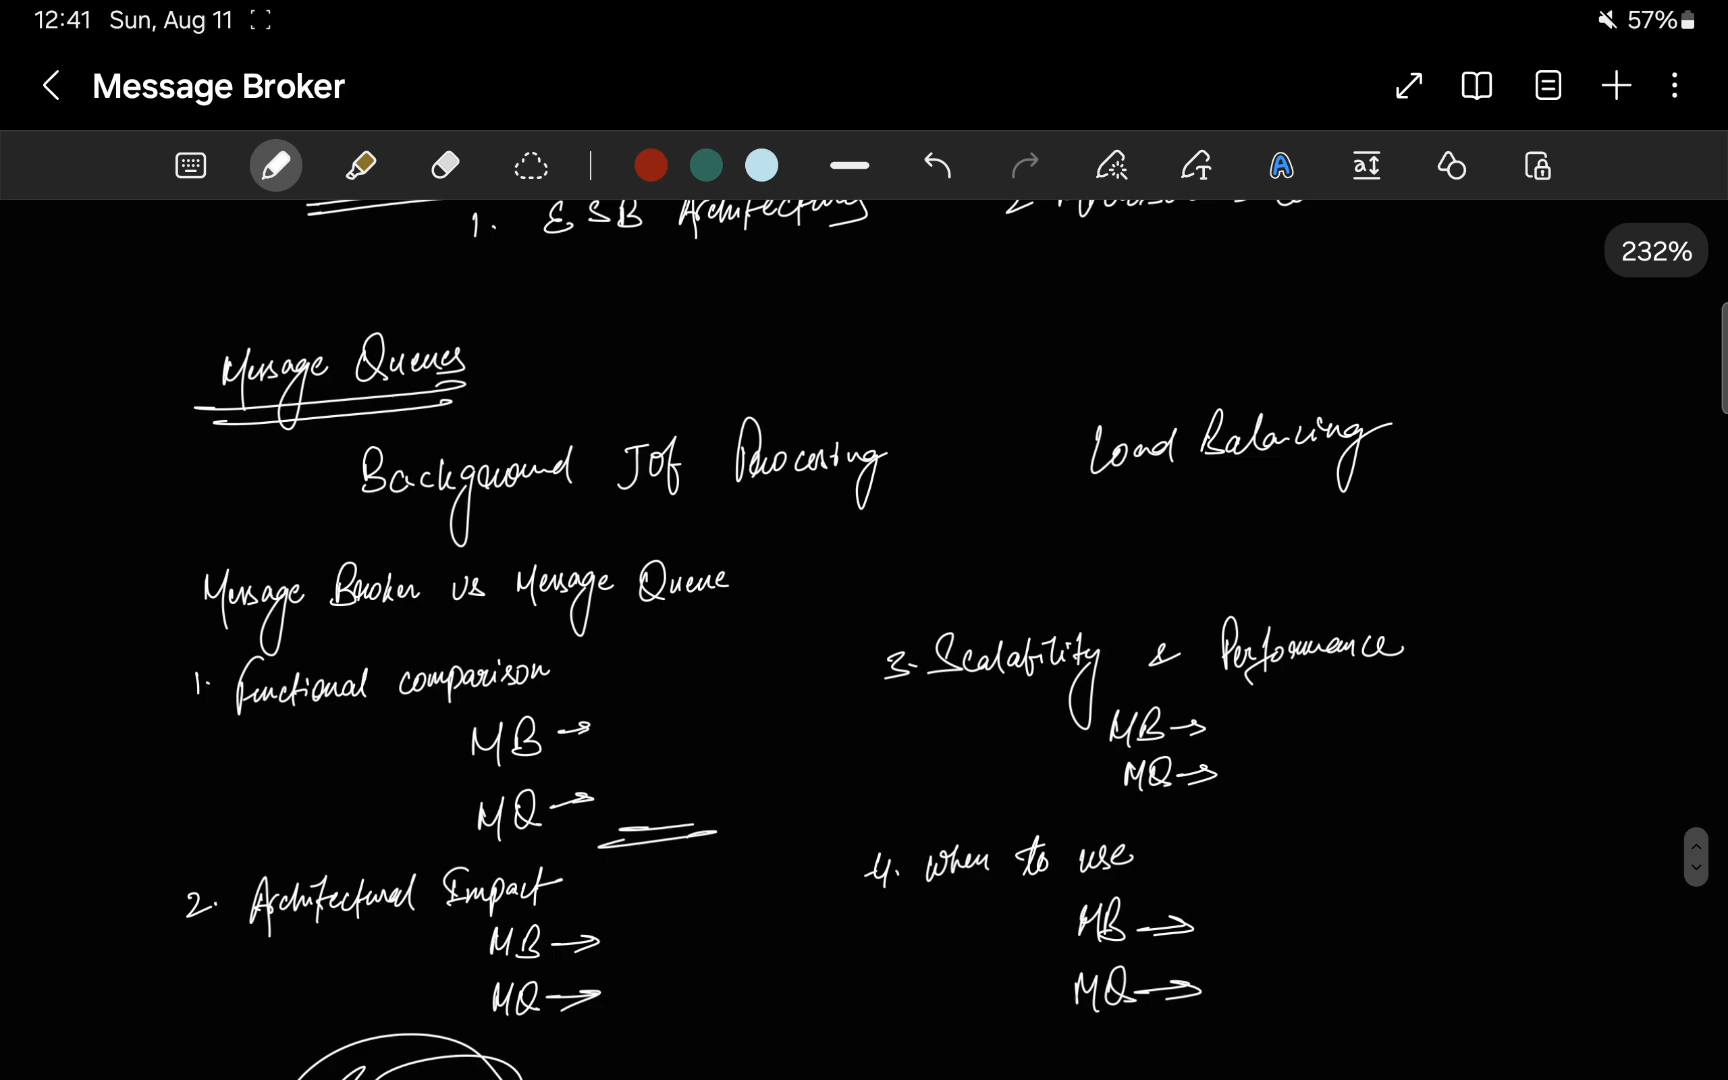 12:41 Sun, Aug 11 57%
Message Broker
232%
1. ESB Architecture
Message Queues
Background Job Processing
Load Balancing
Message Broker vs Message Queue
1. Functional comparison
MB →
MQ →
2. Architectural Impact
MB →
MQ →
3. Scalability & Performance
MB →
MQ →
4. When to use
MB →
MQ →